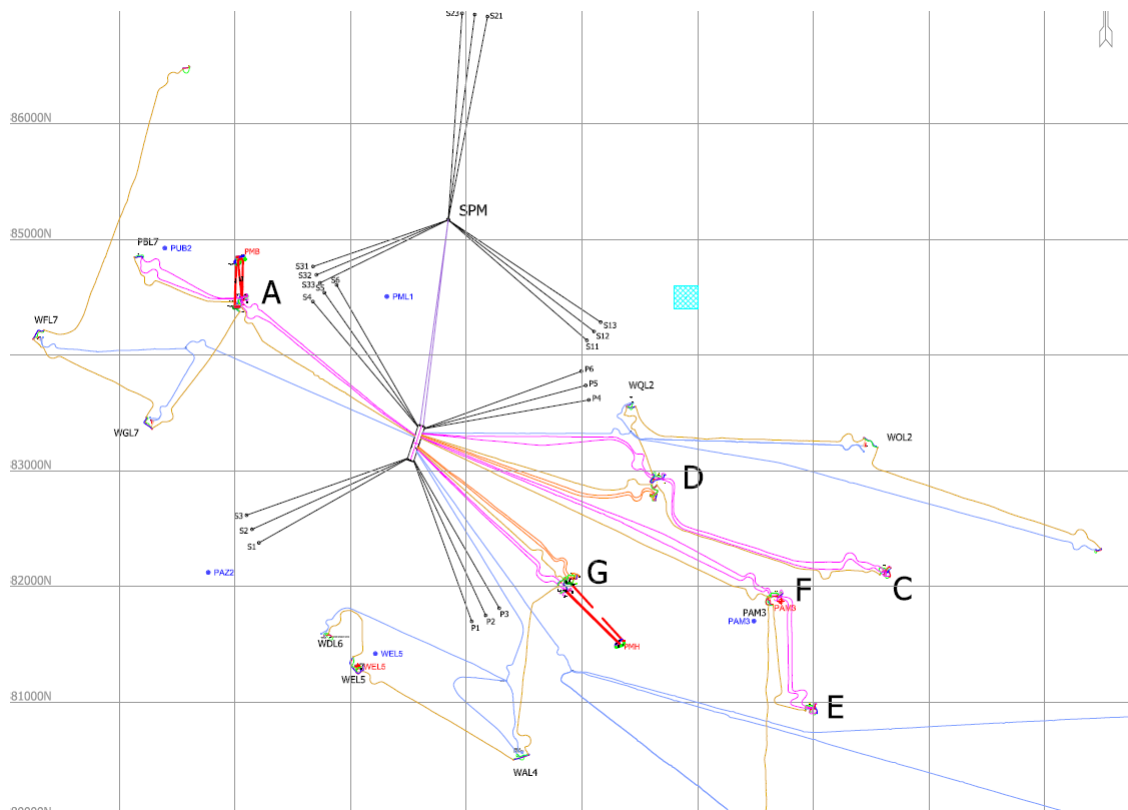 S23
S21
86000N
SPM
85000N
PBL7
PUB2
PMB
S31
S32
S33
S6
S5
S4
A
PML1
WFL7
S13
S12
S11
P6
P5
P4
WQL2
WGL7
WOL2
83000N
D
S3
S2
S1
82000N
PAZ2
G
C
F
P3
P2
P1
PAM3
PAM3
WDL6
WEL5
WEL5
PMH
81000N
E
WAL4